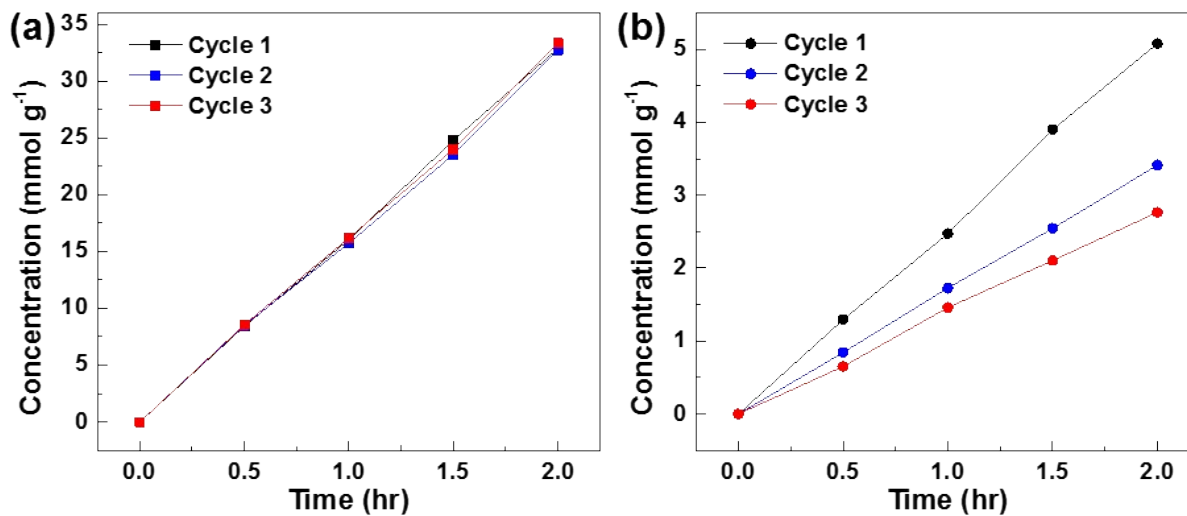 (a)
Cycle 1
Cycle 2
Cycle 3
Concentration (mmol g⁻¹)
35
30
25
20
15
10
5
0
0.0 0.5 1.0 1.5 2.0
Time (hr)
(b)
Cycle 1
Cycle 2
Cycle 3
Concentration (mmol g⁻¹)
5
4
3
2
1
0
0.0 0.5 1.0 1.5 2.0
Time (hr)